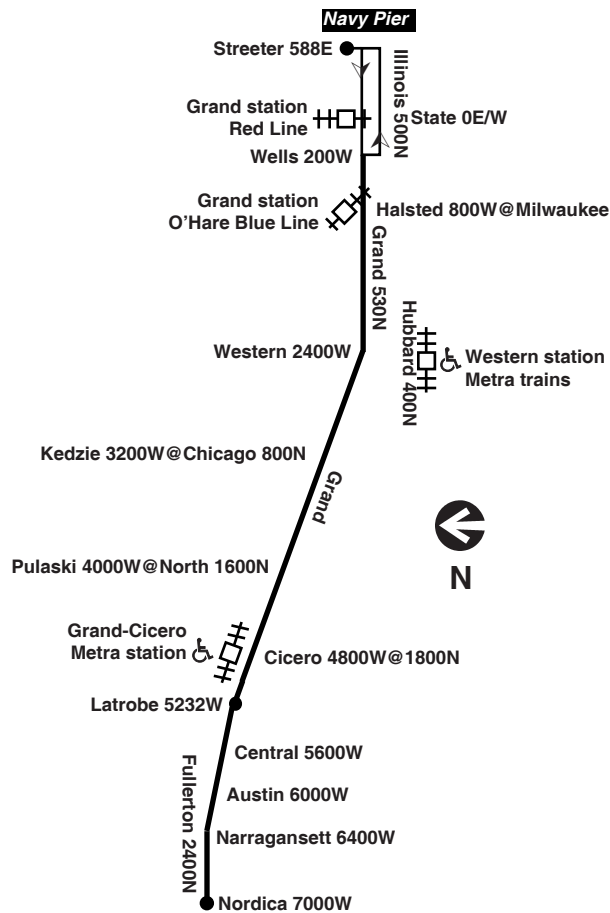 Navy Pier
Streeter 588E
Illinois 500N
Grand station
Red Line
State 0E/W
Wells 200W
Grand station
O'Hare Blue Line
Halsted 800W@Milwaukee
Grand 530N
Hubbard 400N
Western 2400W
Western station
Metra trains
Kedzie 3200W@Chicago 800N
Grand
N
Pulaski 4000W@North 1600N
Grand-Cicero
Metra station
Cicero 4800W@1800N
Latrobe 5232W
Central 5600W
Fullerton 2400N
Austin 6000W
Narragansett 6400W
Nordica 7000W